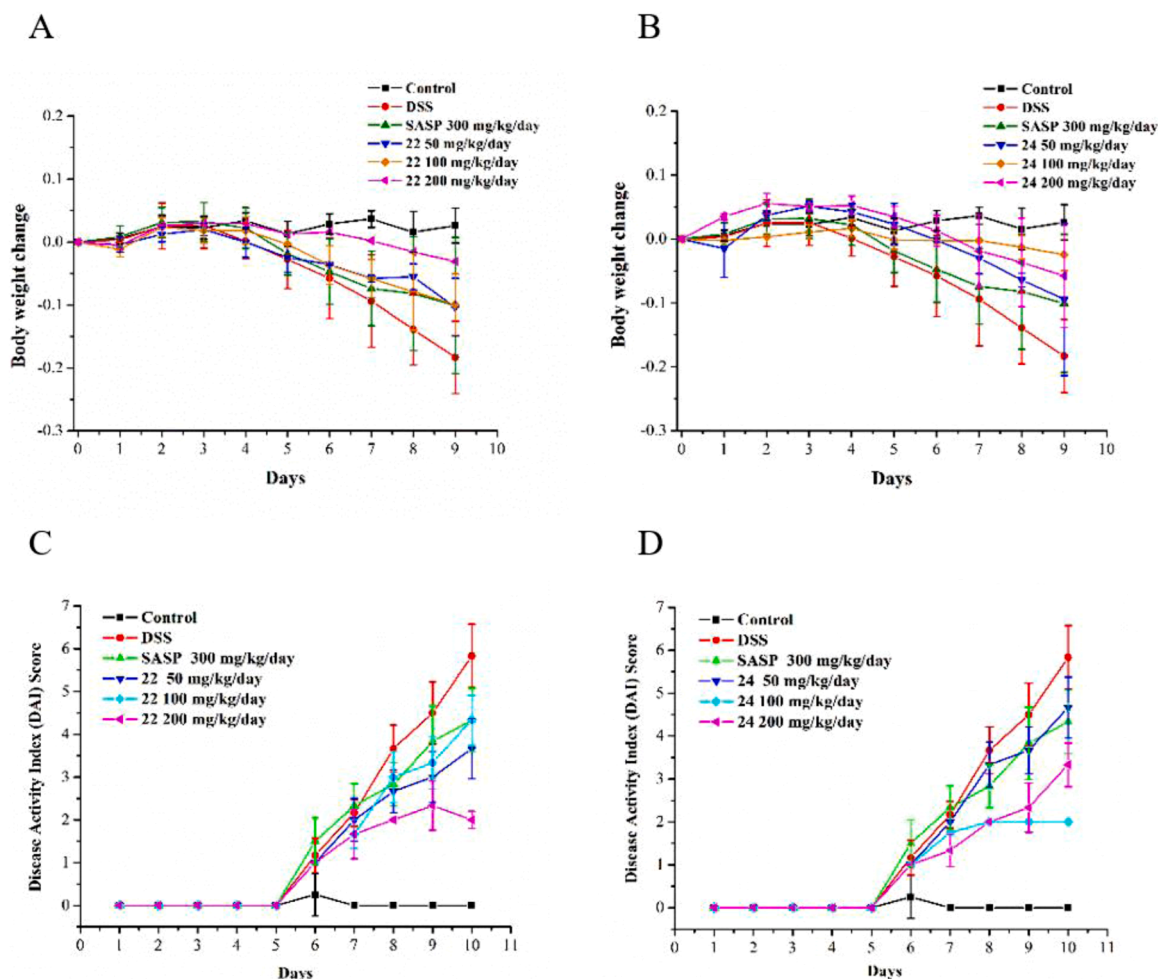 A
Control
DSS
SASP 300 mg/kg/day
22 50 mg/kg/day
22 100 mg/kg/day
22 200 mg/kg/day
0.2
0.1
0.0
-0.1
-0.2
-0.3
Body weight change
0 1 2 3 4 5 6 7 8 9 10
Days
B
Control
DSS
SASP 300 mg/kg/day
24 50 mg/kg/day
24 100 mg/kg/day
24 200 mg/kg/day
0.2
0.1
0.0
-0.1
-0.2
-0.3
Body weight change
0 1 2 3 4 5 6 7 8 9 10
Days
C
Control
DSS
SASP 300 mg/kg/day
22 50 mg/kg/day
22 100 mg/kg/day
22 200 mg/kg/day
7
6
5
4
3
2
1
0
Disease Activity Index (DAI) Score
0 1 2 3 4 5 6 7 8 9 10 11
Days
D
Control
DSS
SASP 300 mg/kg/day
24 50 mg/kg/day
24 100 mg/kg/day
24 200 mg/kg/day
7
6
5
4
3
2
1
0
Disease Activity Index (DAI) Score
0 1 2 3 4 5 6 7 8 9 10 11
Days